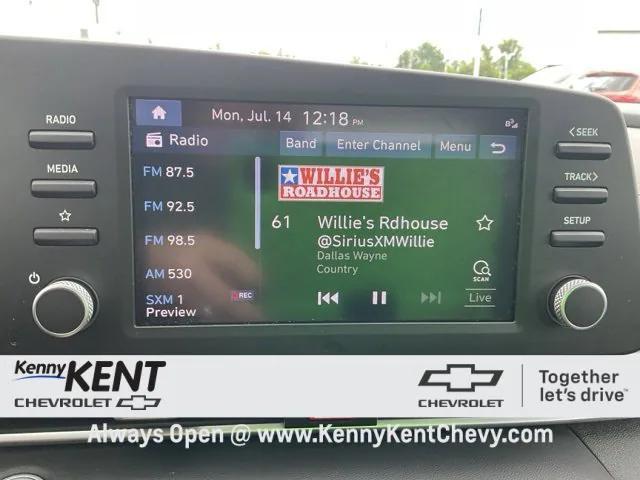 Mon, Jul. 14 12:18 PM
RADIO
MEDIA
Radio
Band
Enter Channel
Menu
< SEEK
TRACK >
SETUP
FM 87.5
FM 92.5
FM 98.5
AM 530
SXM 1
Preview
REC
WILLIE'S
ROADHOUSE
61 Willie's Rdhouse
@SiriusXMWillie
Dallas Wayne
Country
SCAN
Live
Kenny KENT
CHEVROLET
CHEVROLET
Together
let's drive™
Always Open @ www.KennyKentChevy.com